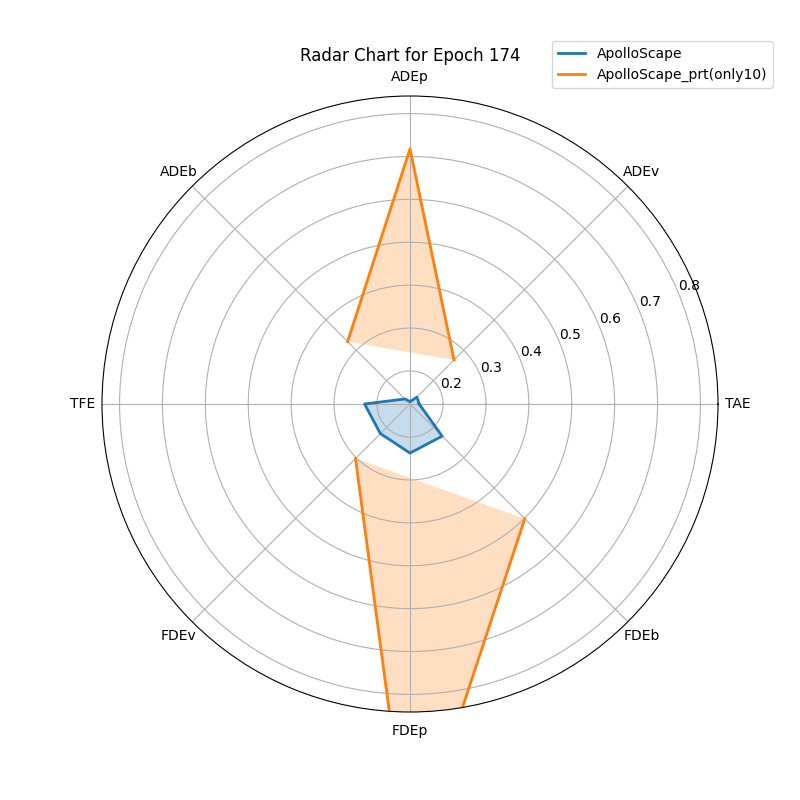 Radar Chart for Epoch 174
ApolloScape
ApolloScape_prt(only10)
ADEp
ADEb
ADEv
0.8
0.7
0.6
0.5
0.4
0.3
0.2
TFE
TAE
FDEv
FDEb
FDEp